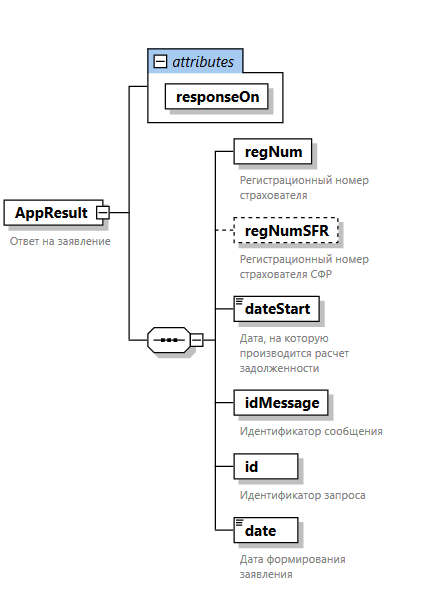 attributes
responseOn
regNum
Регистрационный номер
страхователя
AppResult
Ответ на заявление
regNumSFR
Регистрационный номер
страхователя СФР
dateStart
Дата, на которую
производится расчет
задолженности
idMessage
Идентификатор сообщения
id
Идентификатор запроса
date
Дата формирования
заявления